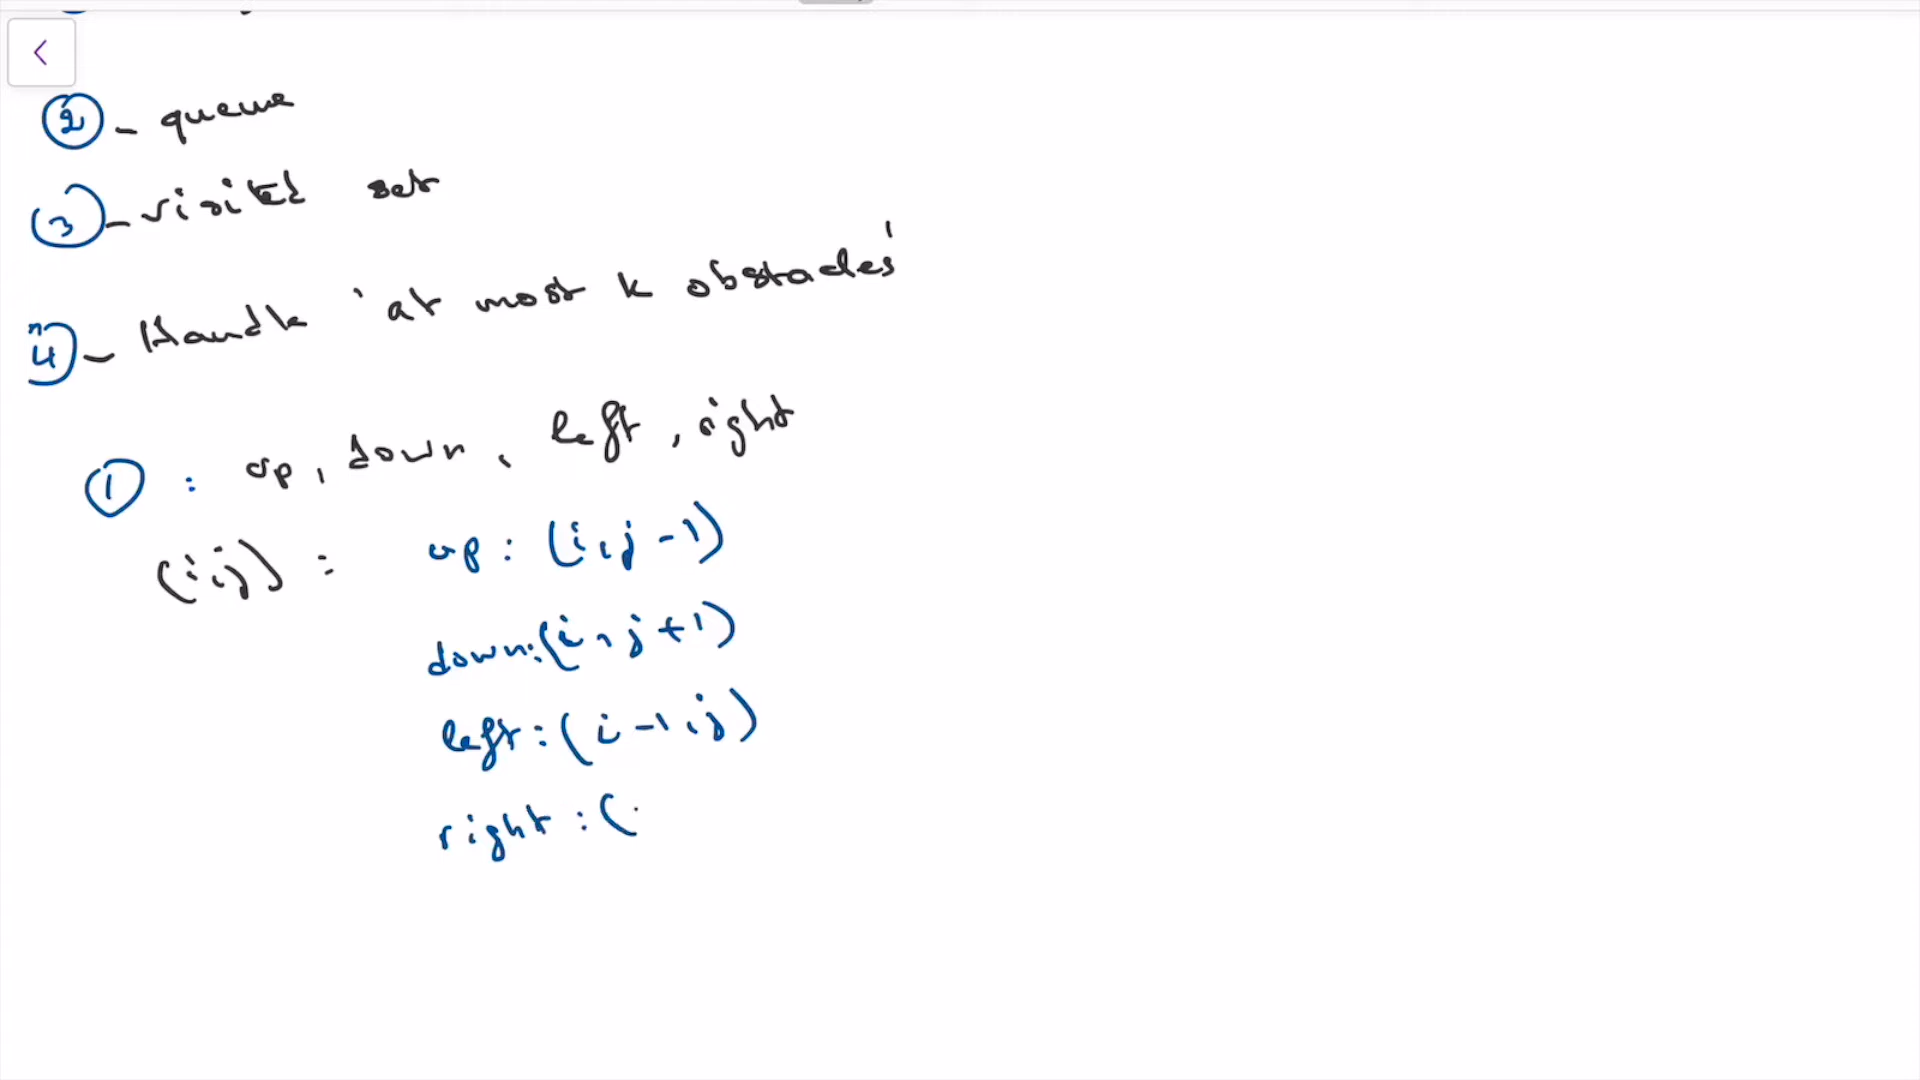 2 - queue
3 - visited set
4 - Handle 'at most k obstacles'
1 : up, down, left, right
(i,j) : up : (i,j-1)
down:(i,j+1)
left:(i-1,j)
right:(